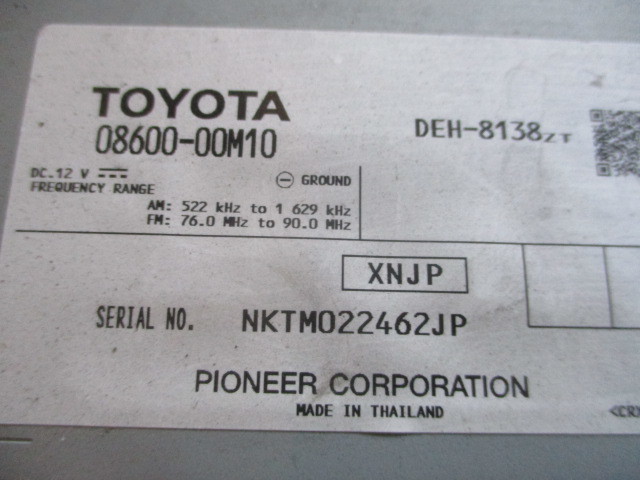 TOYOTA
08600-00M10
DEH-8138ZT
DC.12 V
GROUND
FREQUENCY RANGE
AM: 522 kHz to 1 629 kHz
FM: 76.0 MHz to 90.0 MHz
XNJP
SERIAL NO. NKTM022462JP
PIONEER CORPORATION
MADE IN THAILAND